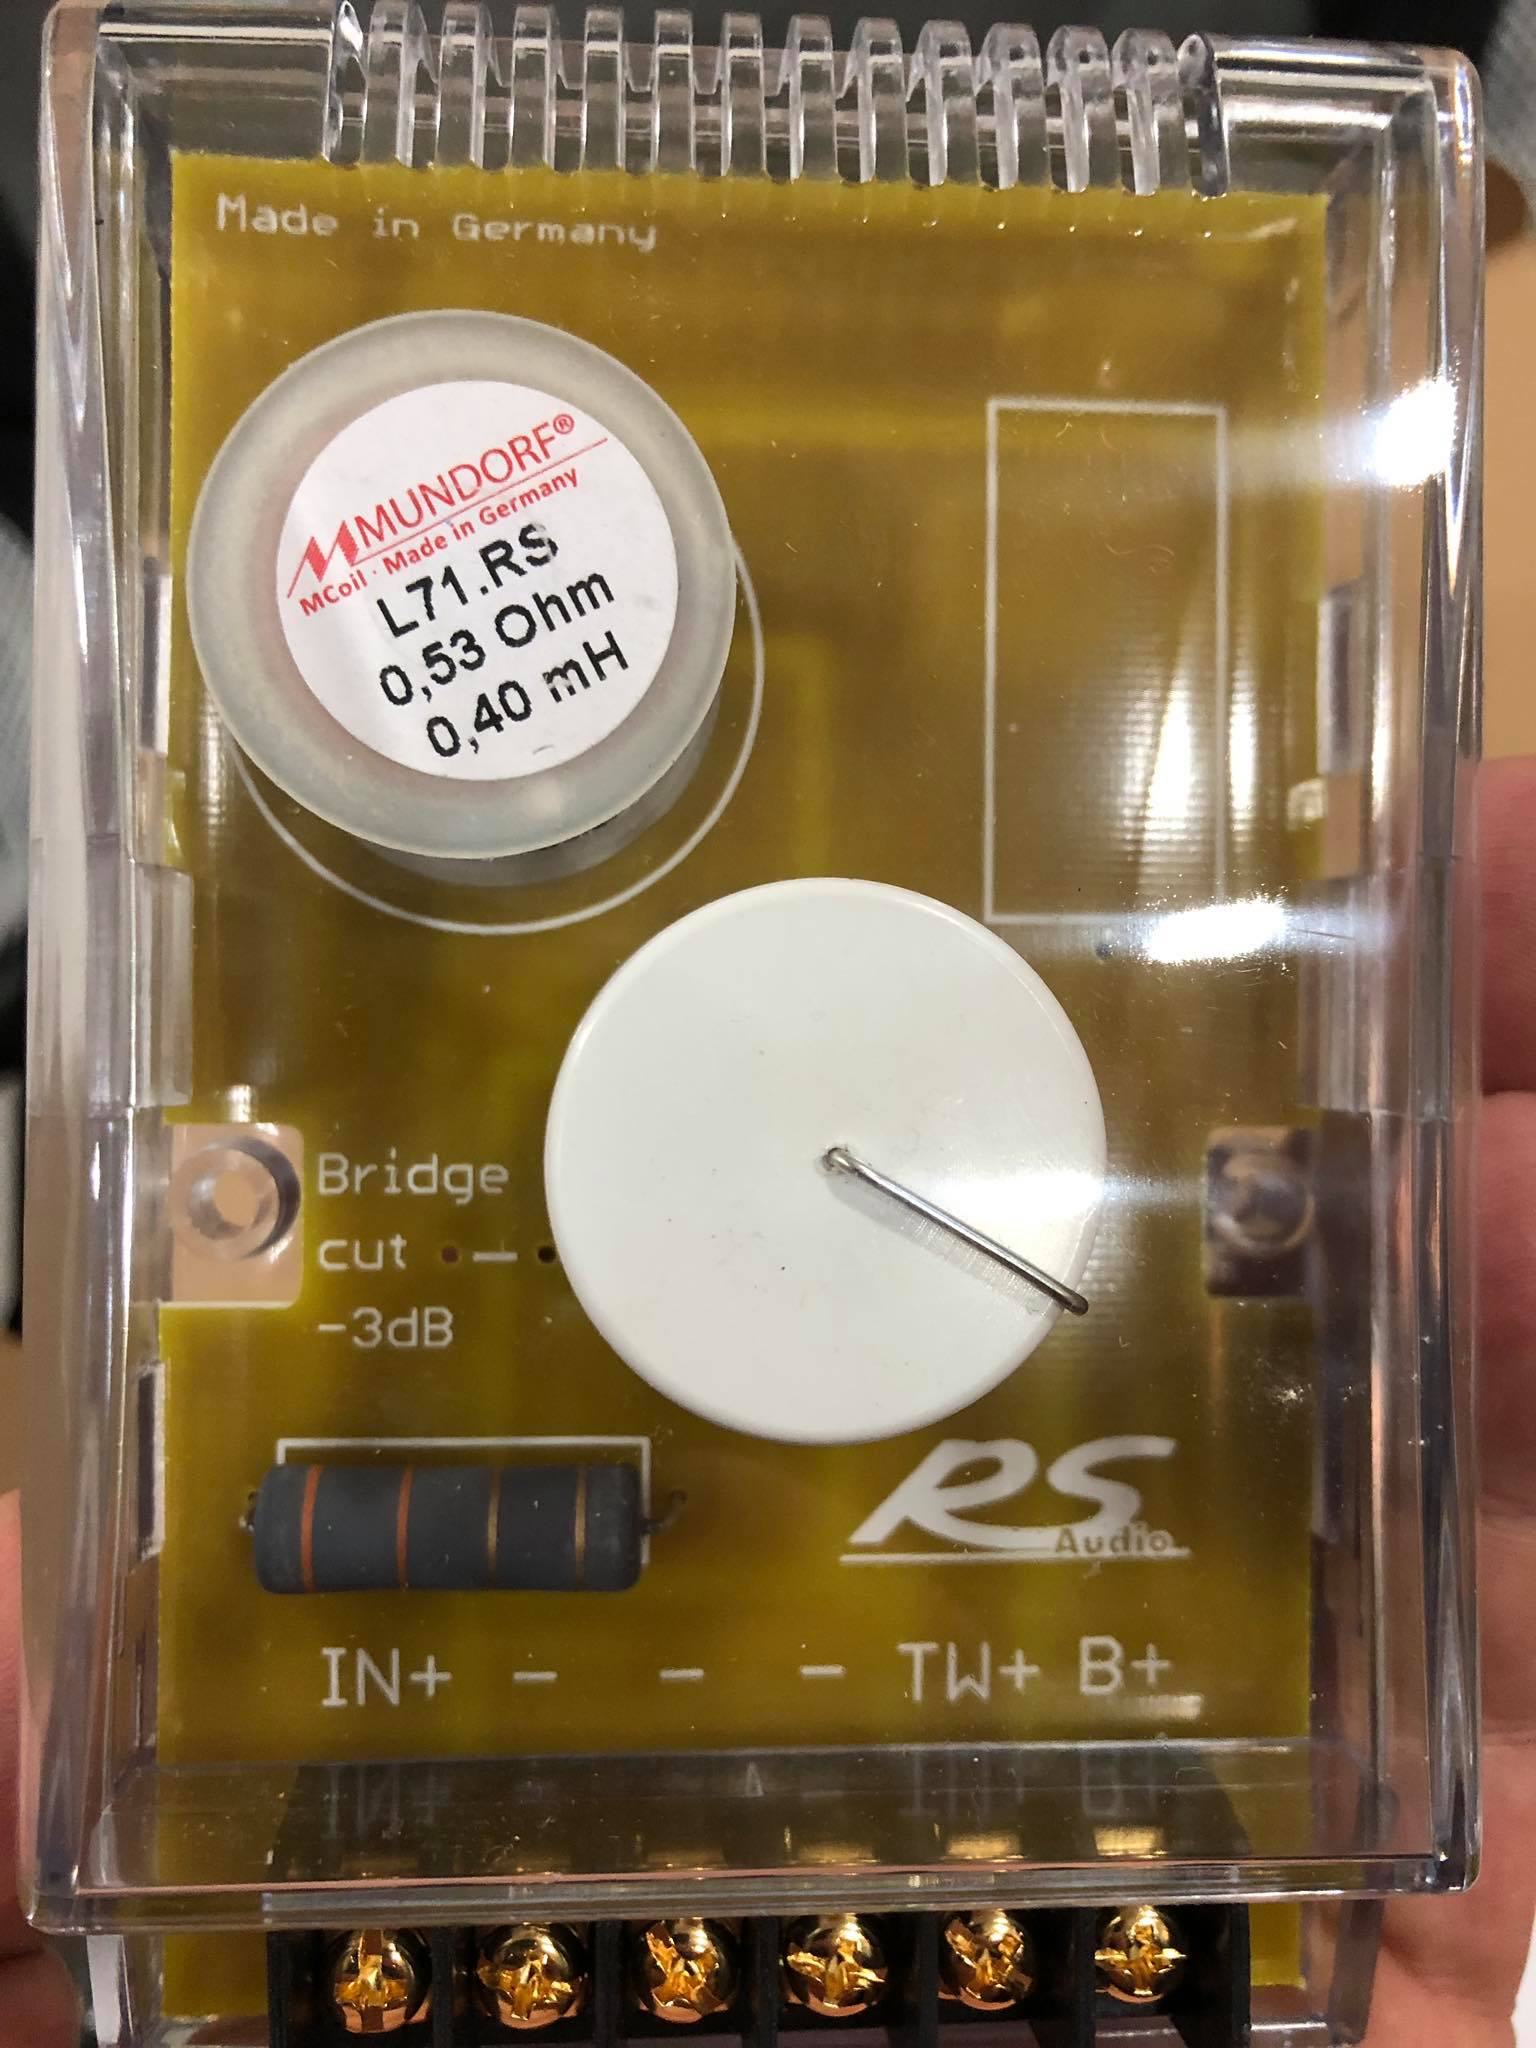 Made in Germany
MUNDORF®
MCoil · Made in Germany
L71.RS
0,53 Ohm
0,40 mH
Bridge
cut
-3dB
RS
Audio
IN+ - - - TW+ B+